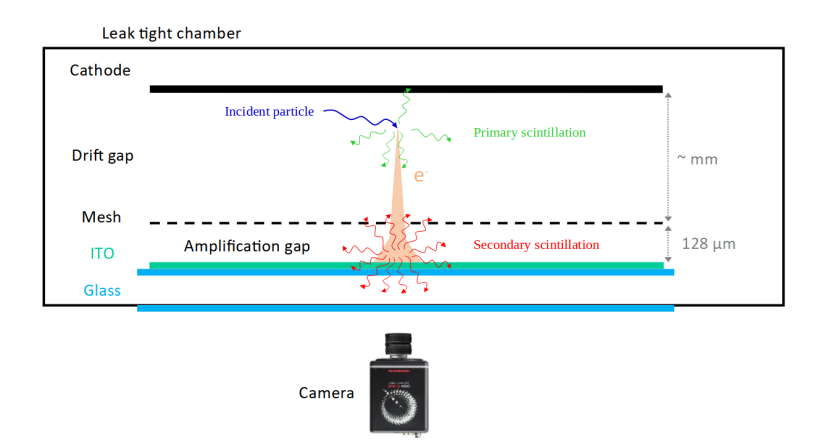 Leak tight chamber
Cathode
Incident particle
Primary scintillation
Drift gap
~ mm
e-
Mesh
Amplification gap
Secondary scintillation
128 µm
ITO
Glass
Camera